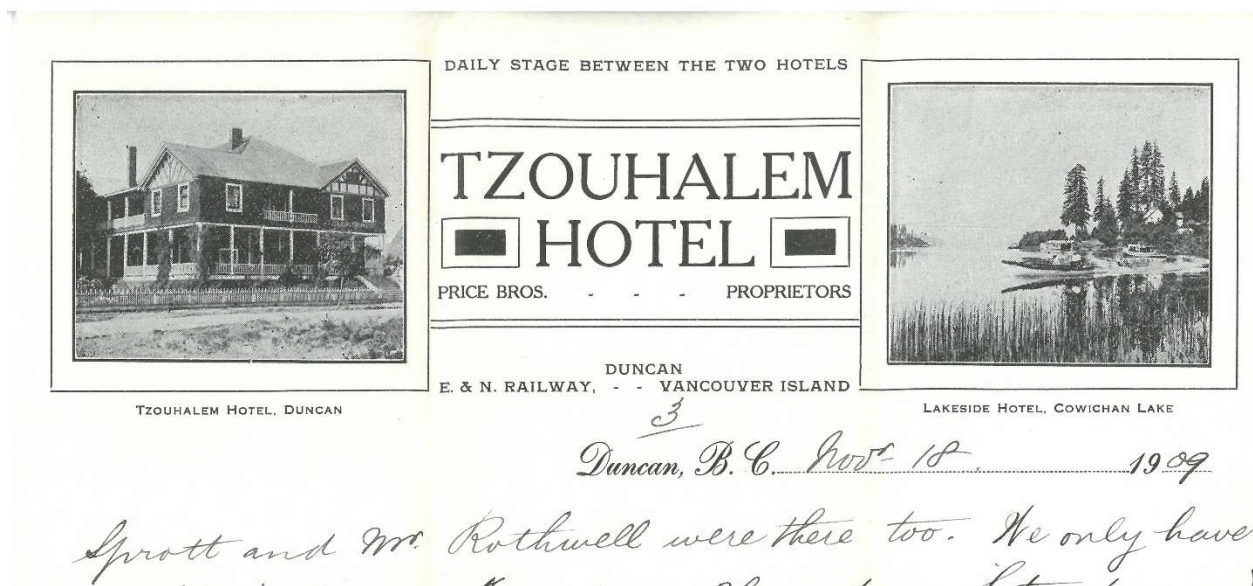 DAILY STAGE BETWEEN THE TWO HOTELS
TZOUHALEM
HOTEL
PRICE BROS. - - - PROPRIETORS
DUNCAN
E. & N. RAILWAY, - - VANCOUVER ISLAND
TZOUHALEM HOTEL, DUNCAN
LAKESIDE HOTEL, COWICHAN LAKE
3
Duncan, B. C. Novr 18 1909
Sprott and Mr. Rothwell were there too. We only have